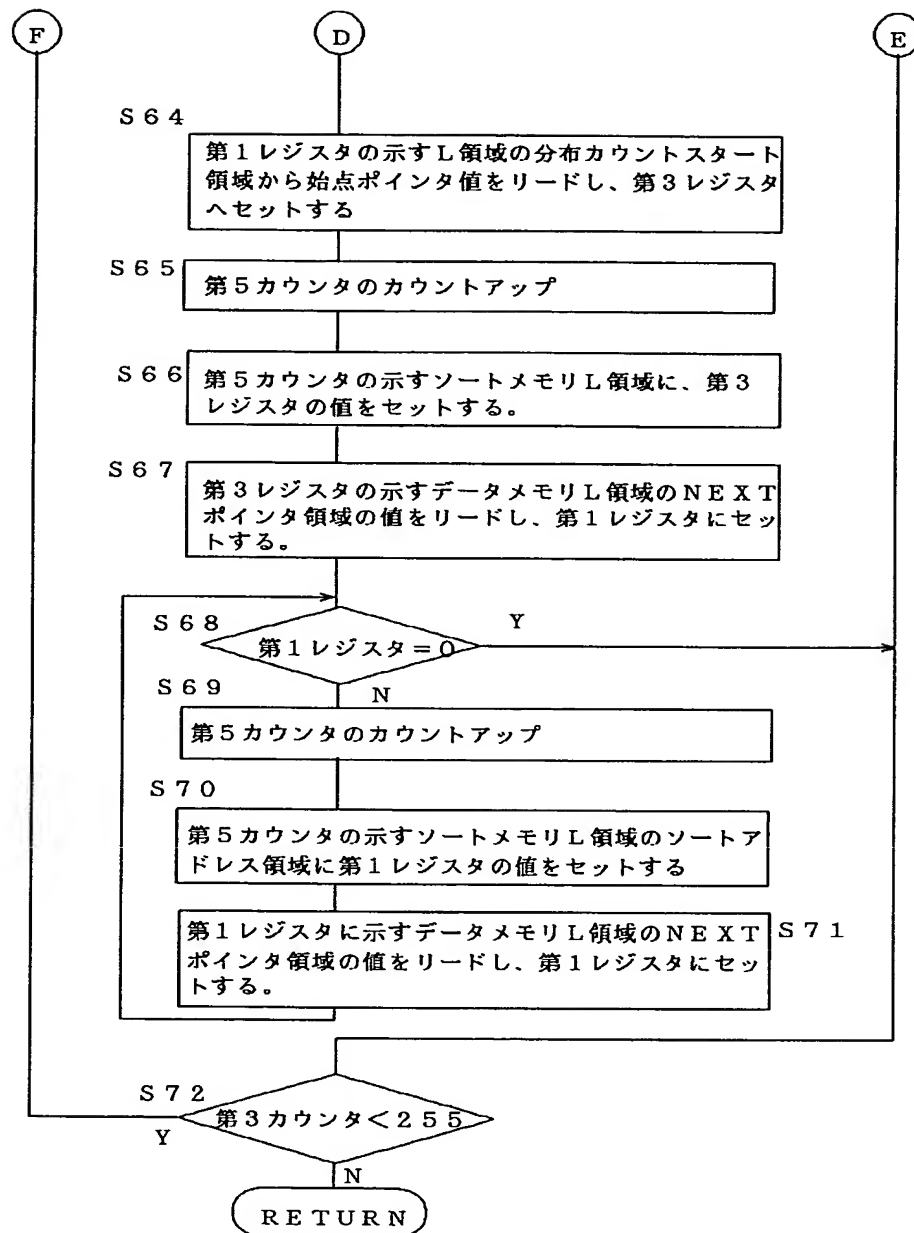 F
D
E
S64
第1レジスタの示すL領域の分布カウントスタート
領域から始点ポインタ値をリードし、第3レジスタ
へセットする
S65
第5カウンタのカウントアップ
S66
第5カウンタの示すソートメモリL領域に、第3
レジスタの値をセットする。
S67
第3レジスタの示すデータメモリL領域のNEXT
ポインタ領域の値をリードし、第1レジスタにセッ
トする。
S68
第1レジスタ=0
Y
N
S69
第5カウンタのカウントアップ
S70
第5カウンタの示すソートメモリL領域のソートア
ドレス領域に第1レジスタの値をセットする
S71
第1レジスタに示すデータメモリL領域のNEXT
ポインタ領域の値をリードし、第1レジスタにセッ
トする。
S72
第3カウンタ<255
Y
N
RETURN